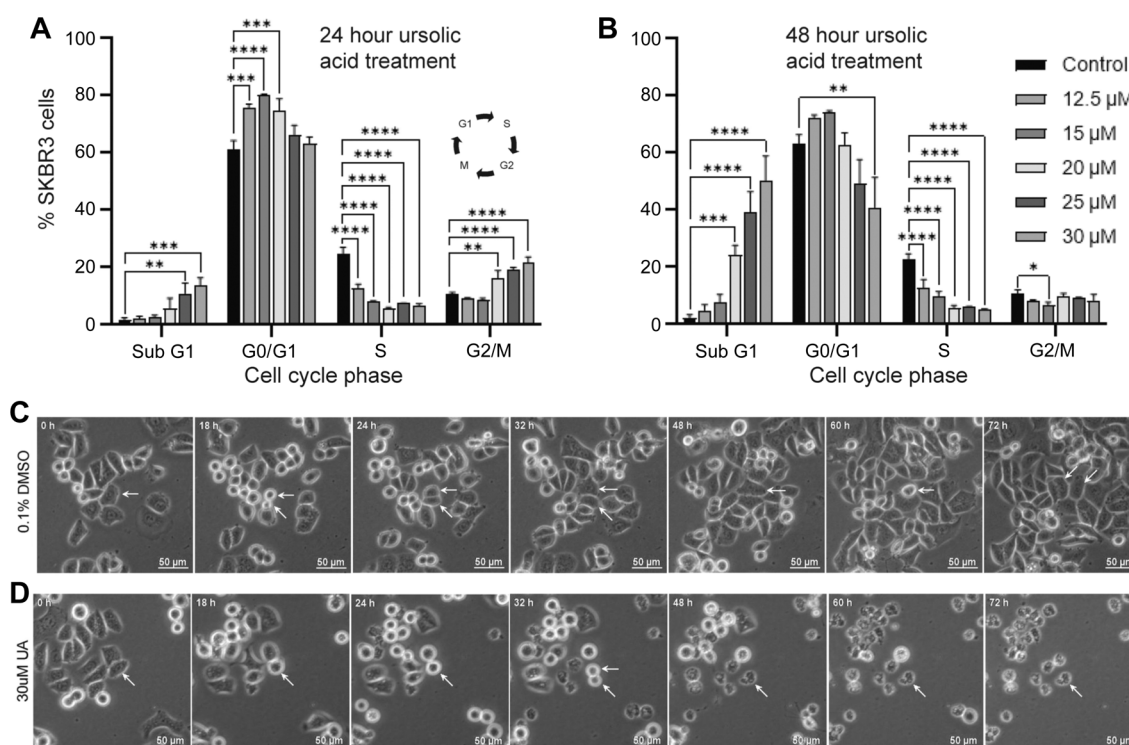 A
24 hour ursolic
acid treatment
% SKBR3 cells
100
80
60
40
20
0
***
**
***
****
***
****
****
****
****
****
****
****
**
G1
S
M
G2
Sub G1
G0/G1
S
G2/M
Cell cycle phase
B
48 hour ursolic
acid treatment
100
80
60
40
20
0
****
****
***
**
****
****
****
****
****
*
Sub G1
G0/G1
S
G2/M
Cell cycle phase
Control
12.5 µM
15 µM
20 µM
25 µM
30 µM
C
0.1% DMSO
0 h
18 h
24 h
32 h
48 h
60 h
72 h
50 µm
50 µm
50 µm
50 µm
50 µm
50 µm
50 µm
D
30uM UA
0 h
18 h
24 h
32 h
48 h
60 h
72 h
50 µm
50 µm
50 µm
50 µm
50 µm
50 µm
50 µm